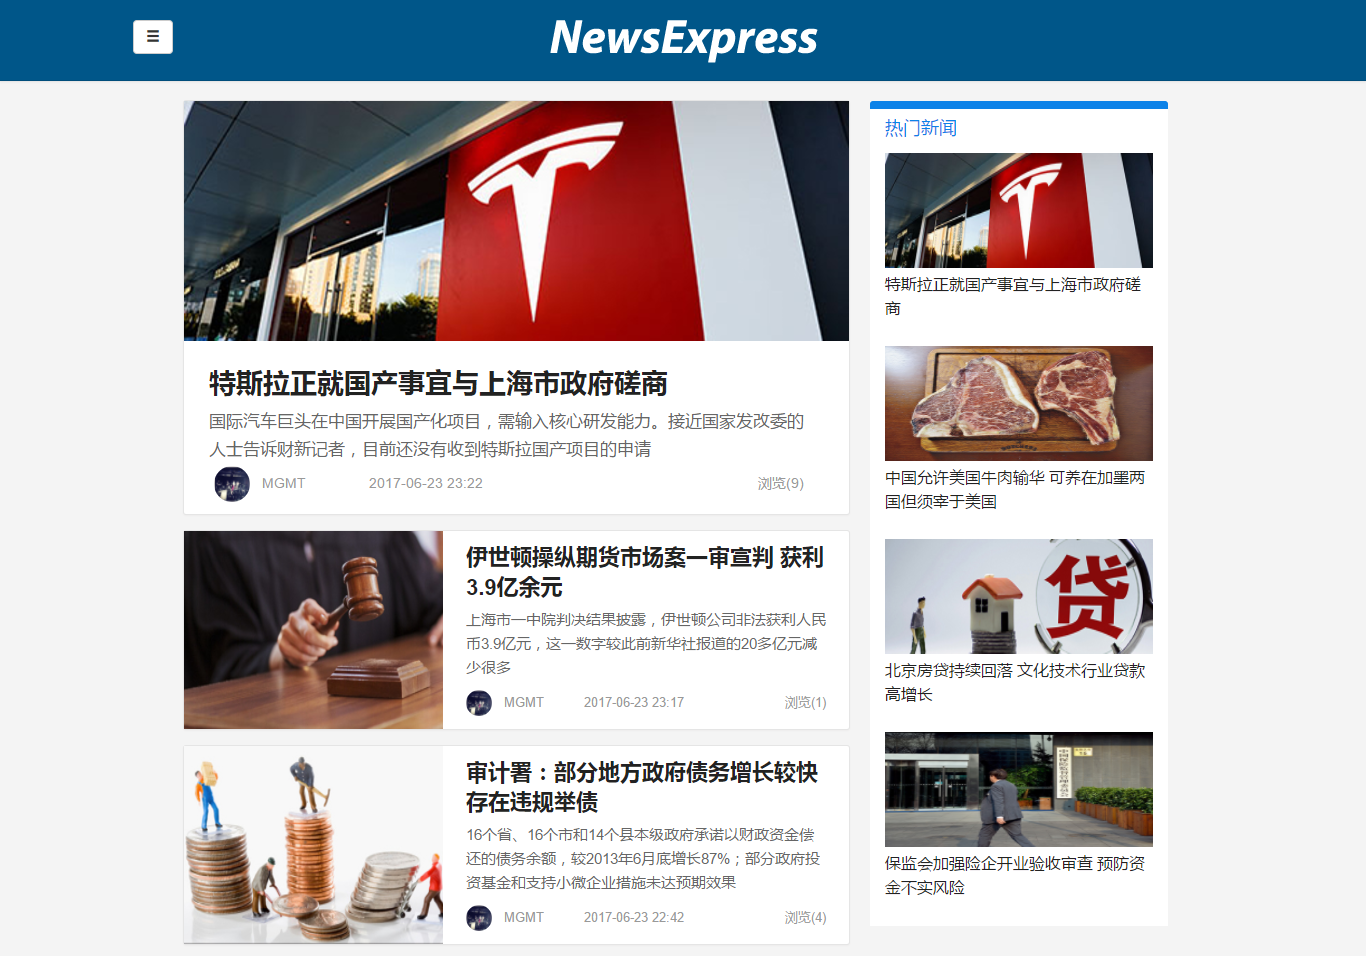 NewsExpress
特斯拉正就国产事宜与上海市政府磋商
国际汽车巨头在中国开展国产化项目，需输入核心研发能力。接近国家发改委的
人士告诉财新记者，目前还没有收到特斯拉国产项目的申请
MGMT 2017-06-23 23:22 浏览(9)
伊世顿操纵期货市场案一审宣判 获利
3.9亿余元
上海市一中院判决结果披露，伊世顿公司非法获利人民
币3.9亿元，这一数字较此前新华社报道的20多亿元减
少很多
MGMT 2017-06-23 23:17 浏览(1)
审计署：部分地方政府债务增长较快
存在违规举债
16个省、16个市和14个县本级政府承诺以财政资金偿
还的债务余额，较2013年6月底增长87%；部分政府投
资基金和支持小微企业措施未达预期效果
MGMT 2017-06-23 22:42 浏览(4)
热门新闻
特斯拉正就国产事宜与上海市政府磋
商
中国允许美国牛肉输华 可养在加墨两
国但须宰于美国
贷
北京房贷持续回落 文化技术行业贷款
高增长
保监会加强险企开业验收审查 预防资
金不实风险